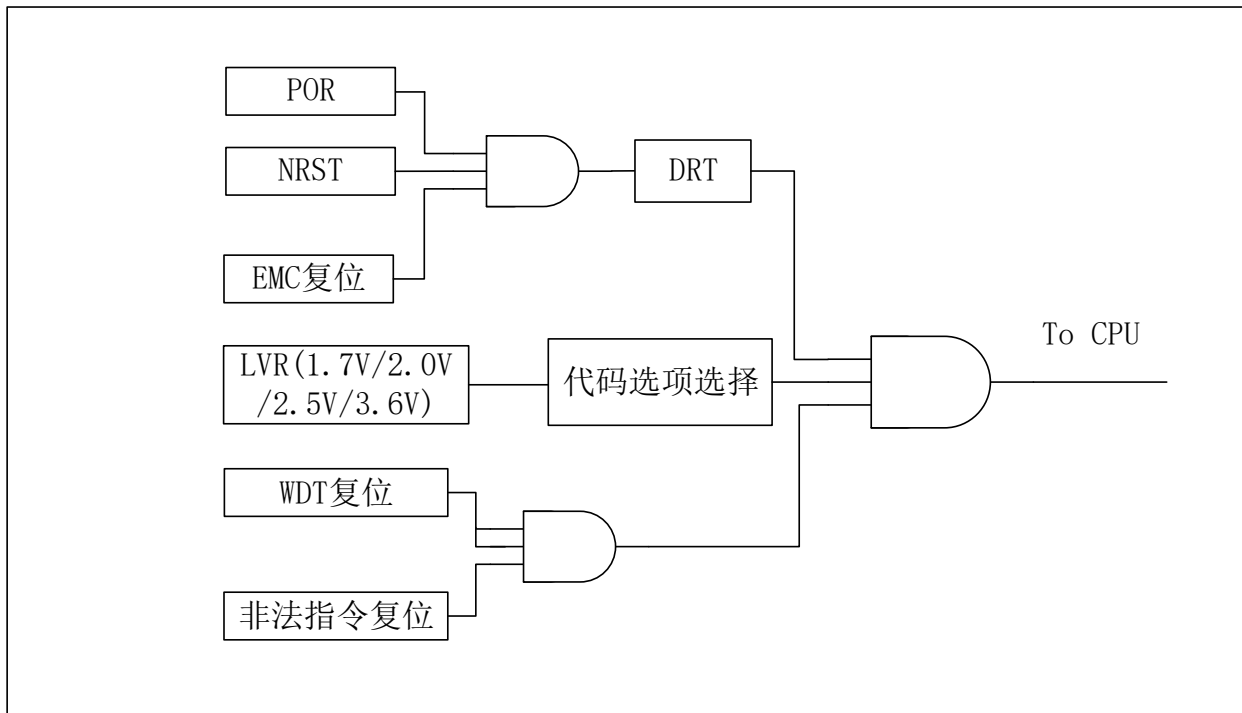 POR
NRST
DRT
EMC复位
To CPU
LVR(1.7V/2.0V
/2.5V/3.6V)
代码选项选择
WDT复位
非法指令复位